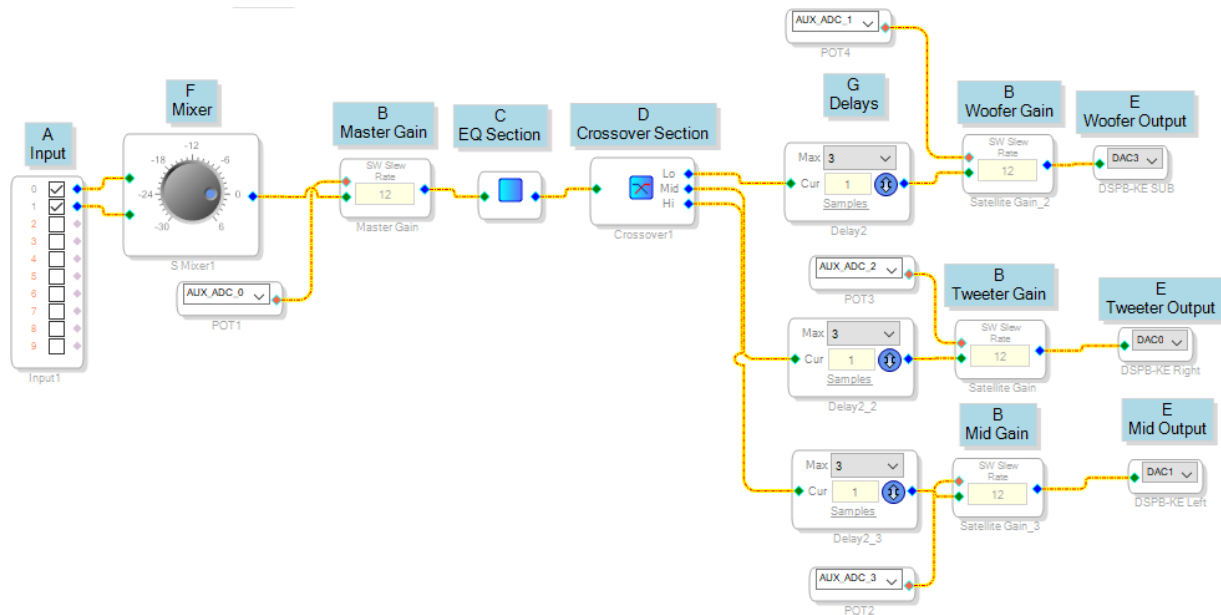 A
Input
0
1
2
3
4
5
6
7
8
9
Input1
F
Mixer
-12
-18
-6
-24
0
-30
6
S Mixer1
AUX_ADC_0
POT1
B
Master Gain
SW Slew
Rate
12
Master Gain
C
EQ Section
D
Crossover Section
Lo
Mid
Hi
Crossover1
AUX_ADC_1
POT4
G
Delays
Max 3
Cur 1
Samples
Delay2
B
Woofer Gain
SW Slew
Rate
12
Satellite Gain_2
E
Woofer Output
DAC3
DSPB-KE SUB
AUX_ADC_2
POT3
Max 3
Cur 1
Samples
Delay2_2
B
Tweeter Gain
SW Slew
Rate
12
Satellite Gain
E
Tweeter Output
DAC0
DSPB-KE Right
Max 3
Cur 1
Samples
Delay2_3
B
Mid Gain
SW Slew
Rate
12
Satellite Gain_3
E
Mid Output
DAC1
DSPB-KE Left
AUX_ADC_3
POT2